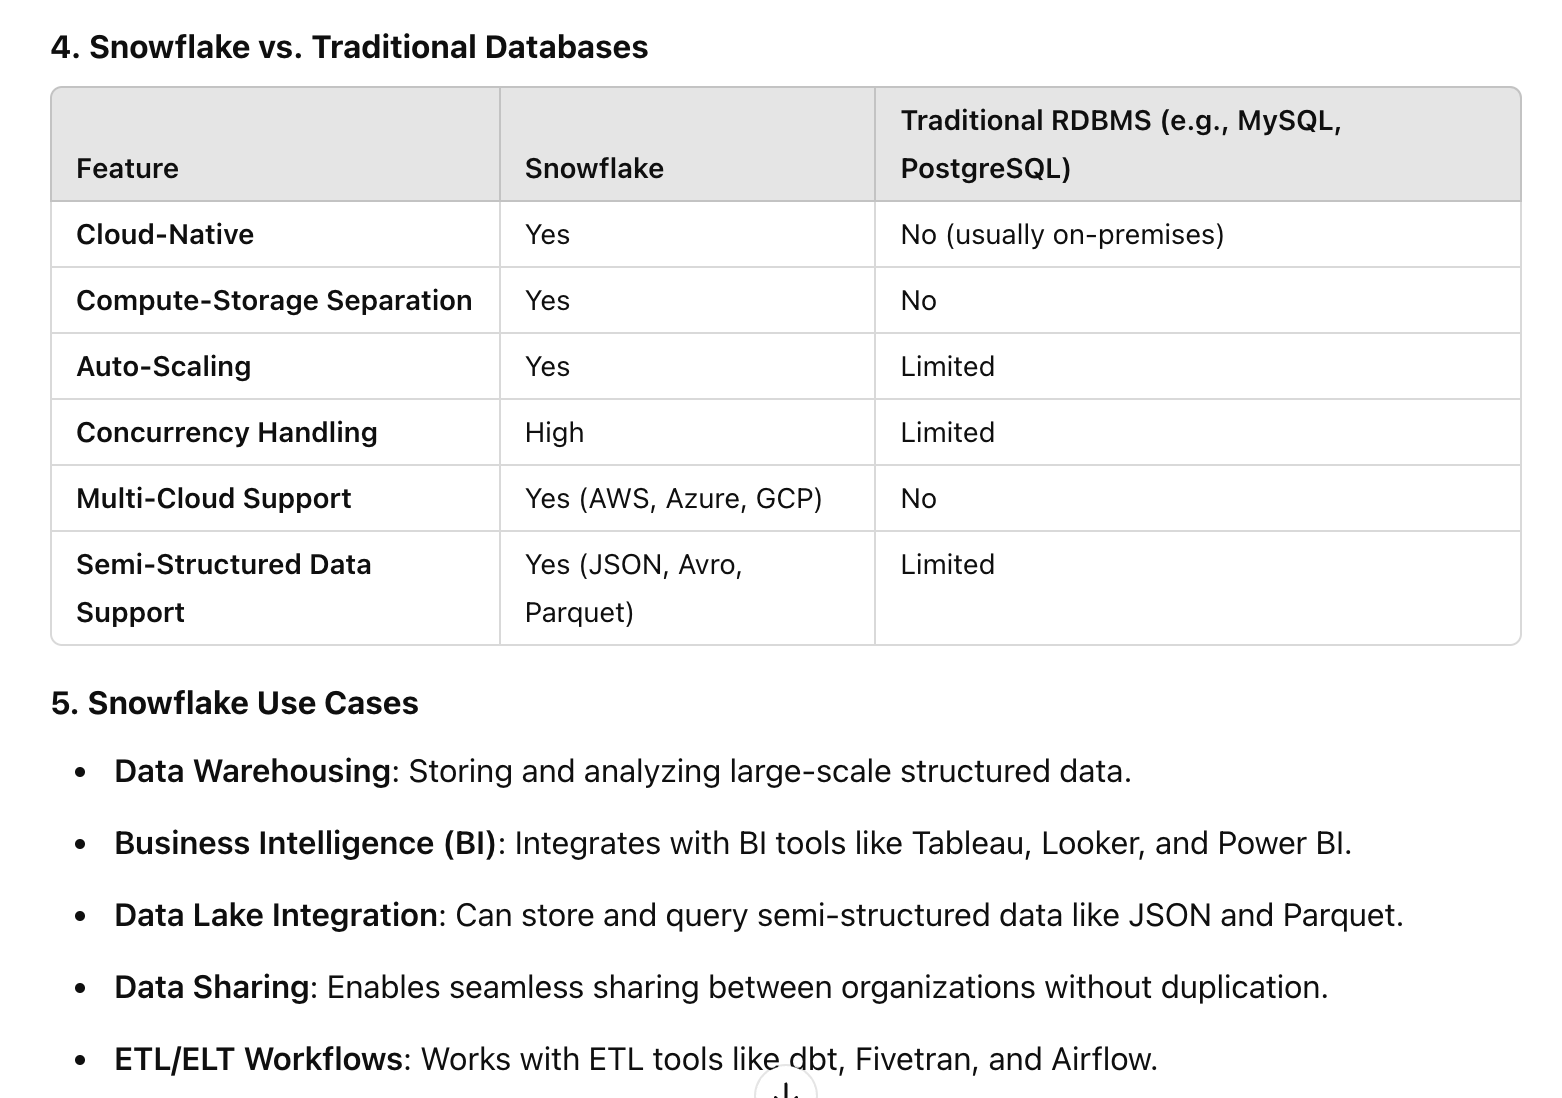 4. Snowflake vs. Traditional Databases
Feature
Snowflake
Traditional RDBMS (e.g., MySQL,
PostgreSQL)
Cloud-Native
Yes
No (usually on-premises)
Compute-Storage Separation
Yes
No
Auto-Scaling
Yes
Limited
Concurrency Handling
High
Limited
Multi-Cloud Support
Yes (AWS, Azure, GCP)
No
Semi-Structured Data
Support
Yes (JSON, Avro,
Parquet)
Limited
5. Snowflake Use Cases
• Data Warehousing: Storing and analyzing large-scale structured data.
• Business Intelligence (BI): Integrates with BI tools like Tableau, Looker, and Power BI.
• Data Lake Integration: Can store and query semi-structured data like JSON and Parquet.
• Data Sharing: Enables seamless sharing between organizations without duplication.
• ETL/ELT Workflows: Works with ETL tools like dbt, Fivetran, and Airflow.